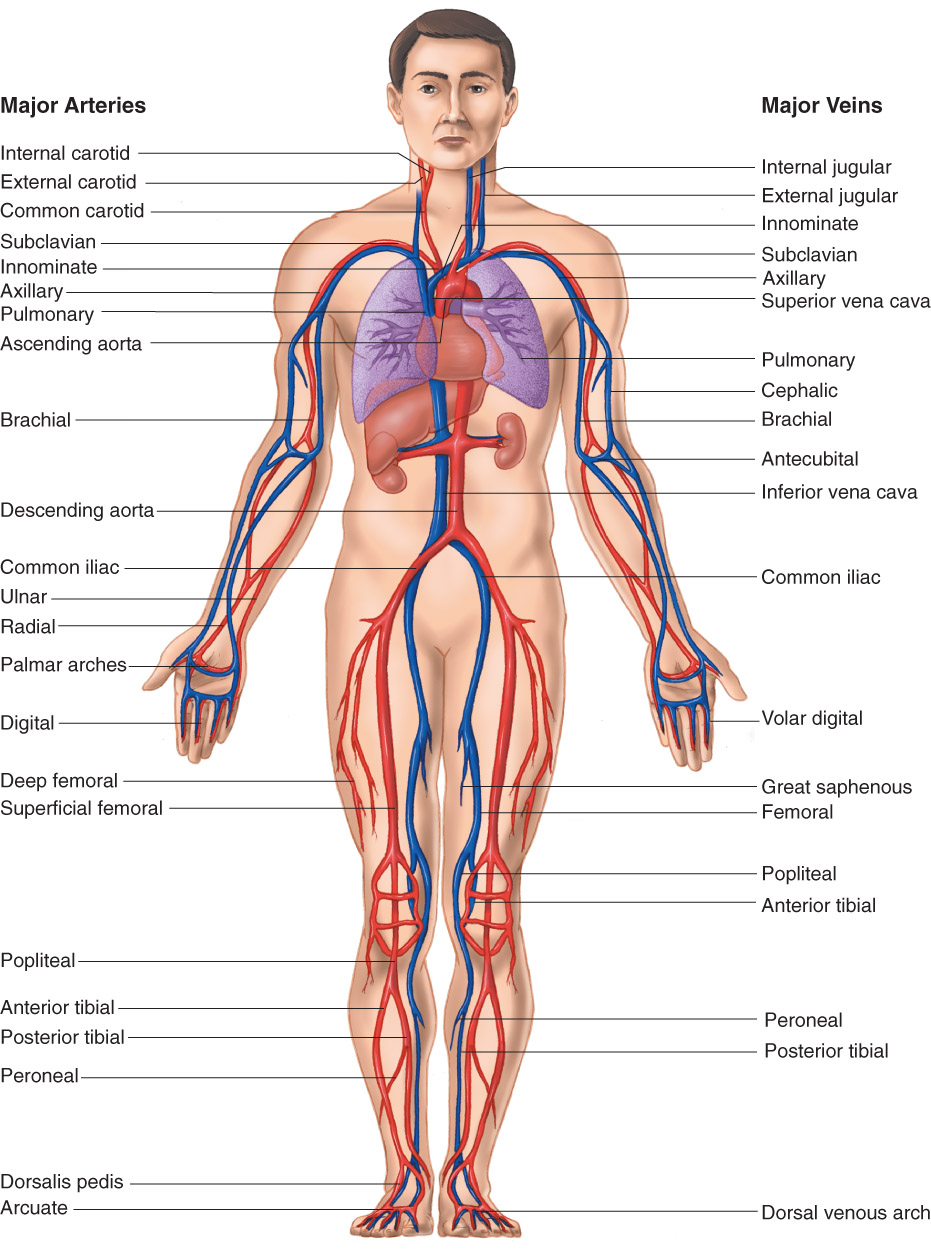 Major Arteries
Internal carotid
External carotid
Common carotid
Subclavian
Innominate
Axillary
Pulmonary
Ascending aorta
Brachial
Descending aorta
Common iliac
Ulnar
Radial
Palmar arches
Digital
Deep femoral
Superficial femoral
Popliteal
Anterior tibial
Posterior tibial
Peroneal
Dorsalis pedis
Arcuate
Major Veins
Internal jugular
External jugular
Innominate
Subclavian
Axillary
Superior vena cava
Pulmonary
Cephalic
Brachial
Antecubital
Inferior vena cava
Common iliac
Volar digital
Great saphenous
Femoral
Popliteal
Anterior tibial
Peroneal
Posterior tibial
Dorsal venous arch